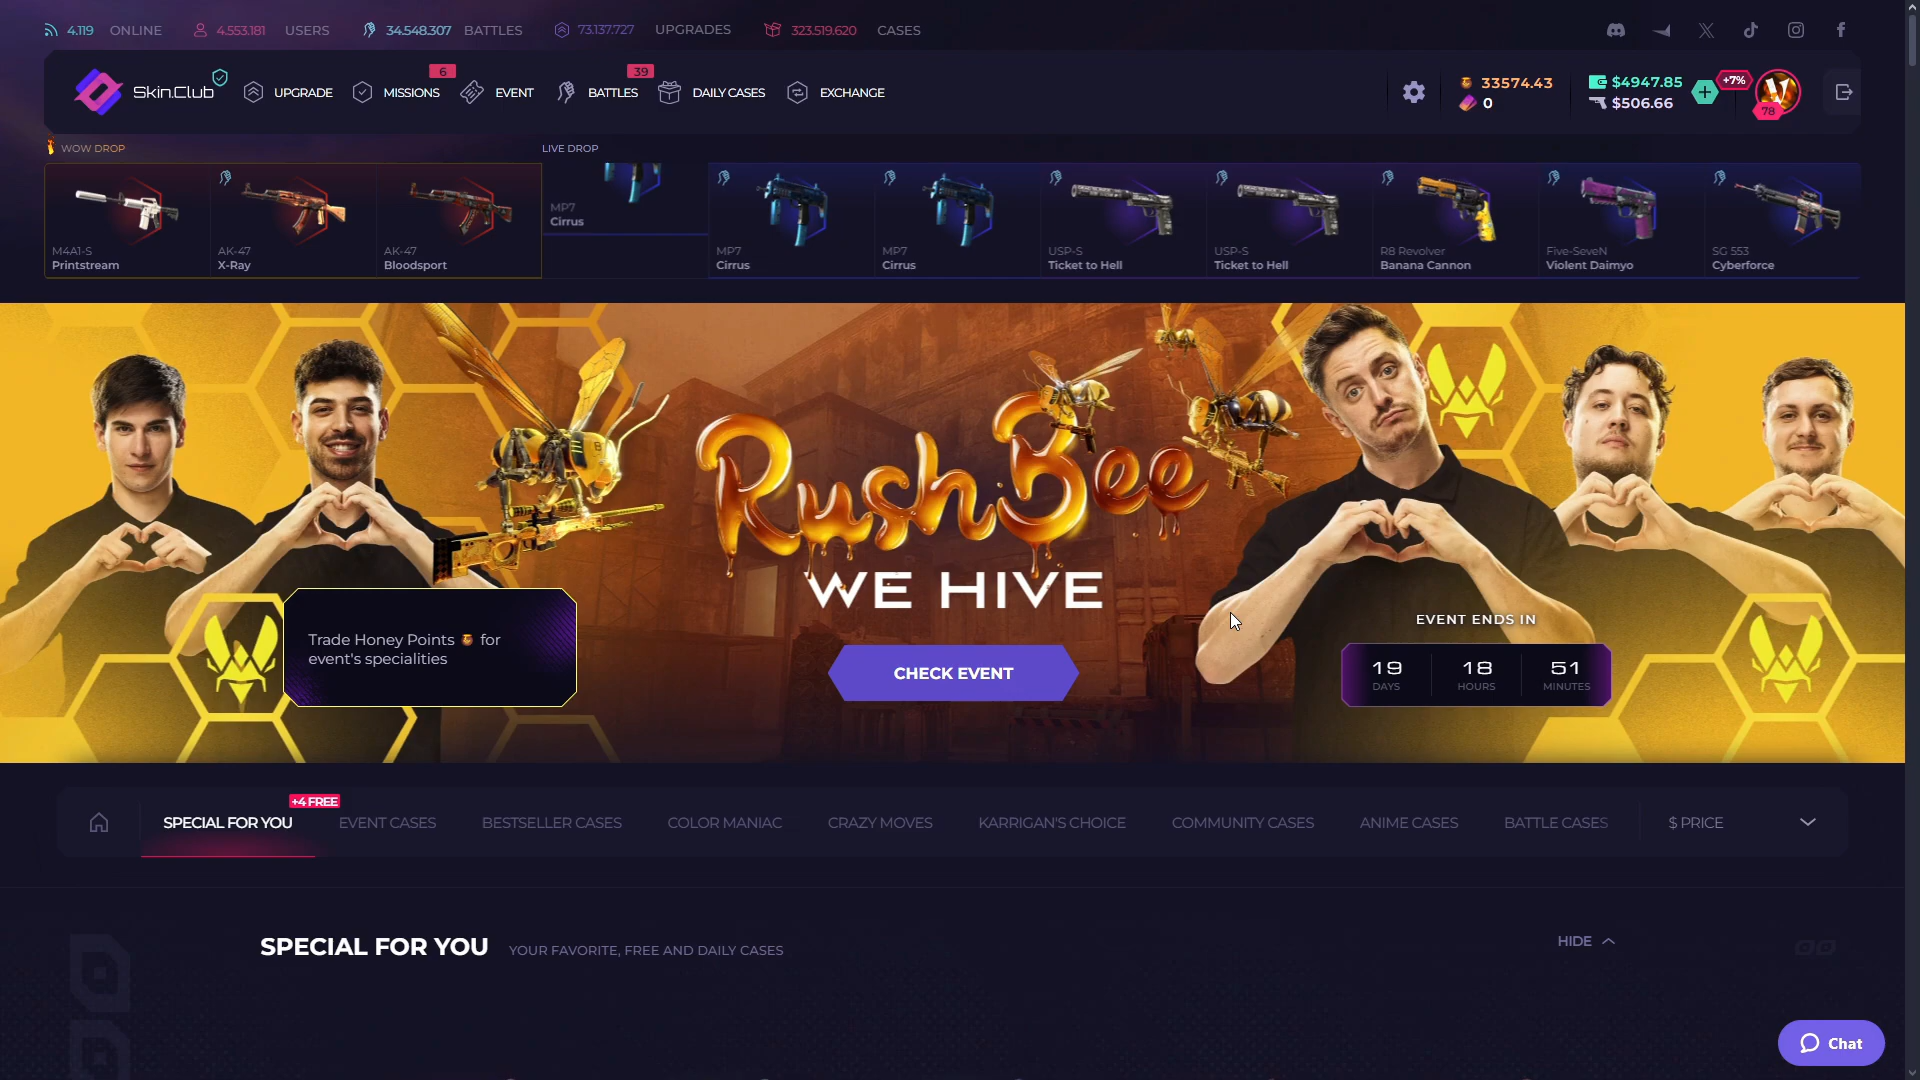 4.119 ONLINE 4.553.181 USERS 34.548.307 BATTLES 73.137.727 UPGRADES 323.519.620 CASES
Skin.Club UPGRADE MISSIONS 6 EVENT BATTLES 39 DAILY CASES EXCHANGE
33574.43 $4947.85 +7%
0 $506.66 78
WOW DROP LIVE DROP
M4A1-S
Printstream
AK-47
X-Ray
AK-47
Bloodsport
MP7
Cirrus
MP7
Cirrus
MP7
Cirrus
USP-S
Ticket to Hell
USP-S
Ticket to Hell
R8 Revolver
Banana Cannon
Five-SeveN
Violent Daimyo
SG 553
Cyberforce
RushBee
WE HIVE
Trade Honey Points for
event's specialities
CHECK EVENT
EVENT ENDS IN
19 18 51
DAYS HOURS MINUTES
+4 FREE
SPECIAL FOR YOU EVENT CASES BESTSELLER CASES COLOR MANIAC CRAZY MOVES KARRIGAN'S CHOICE COMMUNITY CASES ANIME CASES BATTLE CASES $ PRICE
SPECIAL FOR YOU YOUR FAVORITE, FREE AND DAILY CASES HIDE
Chat